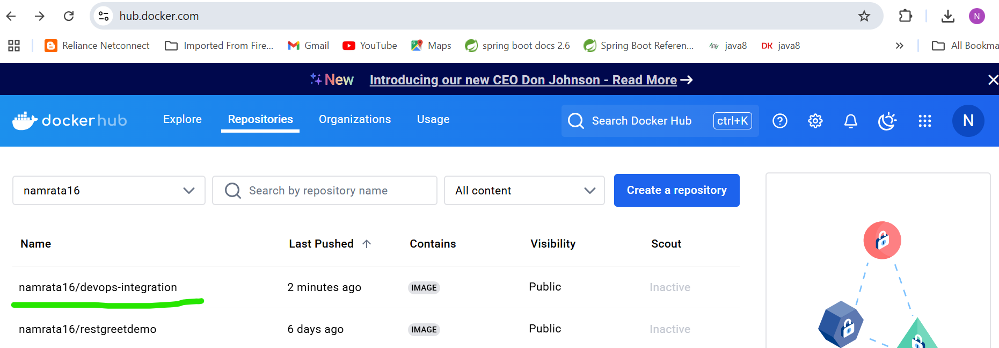 hub.docker.com
N
Reliance Netconnect
Imported From Fire...
Gmail
YouTube
Maps
spring boot docs 2.6
Spring Boot Referen...
java8
DK java8
All Bookma
New Introducing our new CEO Don Johnson - Read More
dockerhub
Explore
Repositories
Organizations
Usage
Search Docker Hub
ctrl+K
N
namrata16
Search by repository name
All content
Create a repository
Name Last Pushed Contains Visibility Scout
namrata16/devops-integration 2 minutes ago IMAGE Public Inactive
namrata16/restgreetdemo 6 days ago IMAGE Public Inactive